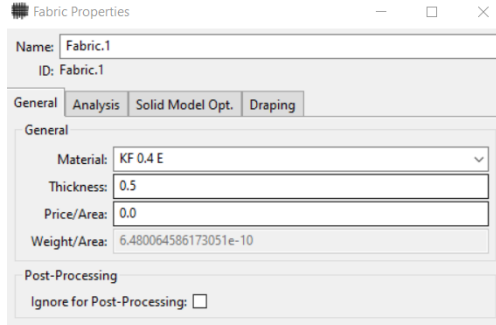 Fabric Properties
Name: Fabric.1
ID: Fabric.1
General Analysis Solid Model Opt. Draping
General
Material: KF 0.4 E
Thickness: 0.5
Price/Area: 0.0
Weight/Area: 6.480064586173051e-10
Post-Processing
Ignore for Post-Processing: